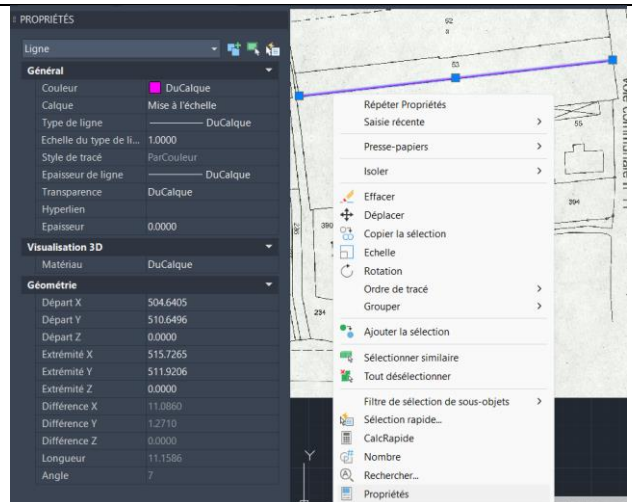 PROPRIÉTÉS
Ligne
Général
Couleur DuCalque
Calque Mise à l'échelle
Type de ligne DuCalque
Echelle du type de li... 1.0000
Style de tracé ParCouleur
Epaisseur de ligne DuCalque
Transparence DuCalque
Hyperlien
Epaisseur 0.0000
Visualisation 3D
Matériau DuCalque
Géométrie
Départ X 504.6405
Départ Y 510.6496
Départ Z 0.0000
Extrémité X 515.7265
Extrémité Y 511.9206
Extrémité Z 0.0000
Différence X 11.0860
Différence Y 1.2710
Différence Z 0.0000
Longueur 11.1586
Angle 7
92
53
55
394
390
236
234
voie communale
Répéter Propriétés
Saisie récente
Presse-papiers
Isoler
Effacer
Déplacer
Copier la sélection
Echelle
Rotation
Ordre de tracé
Grouper
Ajouter la sélection
Sélectionner similaire
Tout désélectionner
Filtre de sélection de sous-objets
Sélection rapide...
CalcRapide
Nombre
Rechercher...
Propriétés
Y